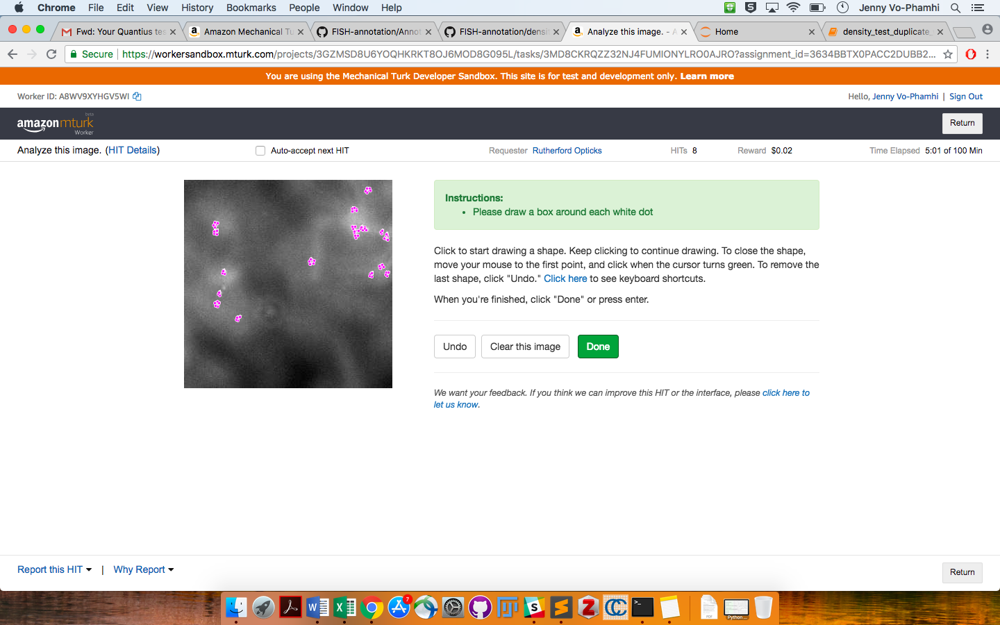 Chrome File Edit View History Bookmarks People Window Help Jenny Vo-Phamhi
Fwd: Your Quantius tes
Amazon Mechanical Tu
FISH-annotation/Annot
FISH-annotation/densit
Analyze this image. - A
Home
density_test_duplicate_
Secure https://workersandbox.mturk.com/projects/3GZMSD8U6YOQHKRKT8OJ6MOD8G095L/tasks/3MD8CKRQZZ32NJ4FUMIONYLRO0AJRO?assignment_id=3634BBTX0PACC2DUBB2...
You are using the Mechanical Turk Developer Sandbox. This site is for test and development only. Learn more
Worker ID: A8WV9XYHGV5WI
Hello, Jenny Vo-Phamhi | Sign Out
beta
amazonmturk
Worker
Return
Analyze this image. (HIT Details)
Auto-accept next HIT
Requester Rutherford Opticks
HITs 8
Reward $0.02
Time Elapsed 5:01 of 100 Min
Instructions:
• Please draw a box around each white dot
Click to start drawing a shape. Keep clicking to continue drawing. To close the shape,
move your mouse to the first point, and click when the cursor turns green. To remove the
last shape, click "Undo." Click here to see keyboard shortcuts.
When you're finished, click "Done" or press enter.
Undo
Clear this image
Done
We want your feedback. If you think we can improve this HIT or the interface, please click here to
let us know.
Report this HIT | Why Report
Return
7
PDF
Python